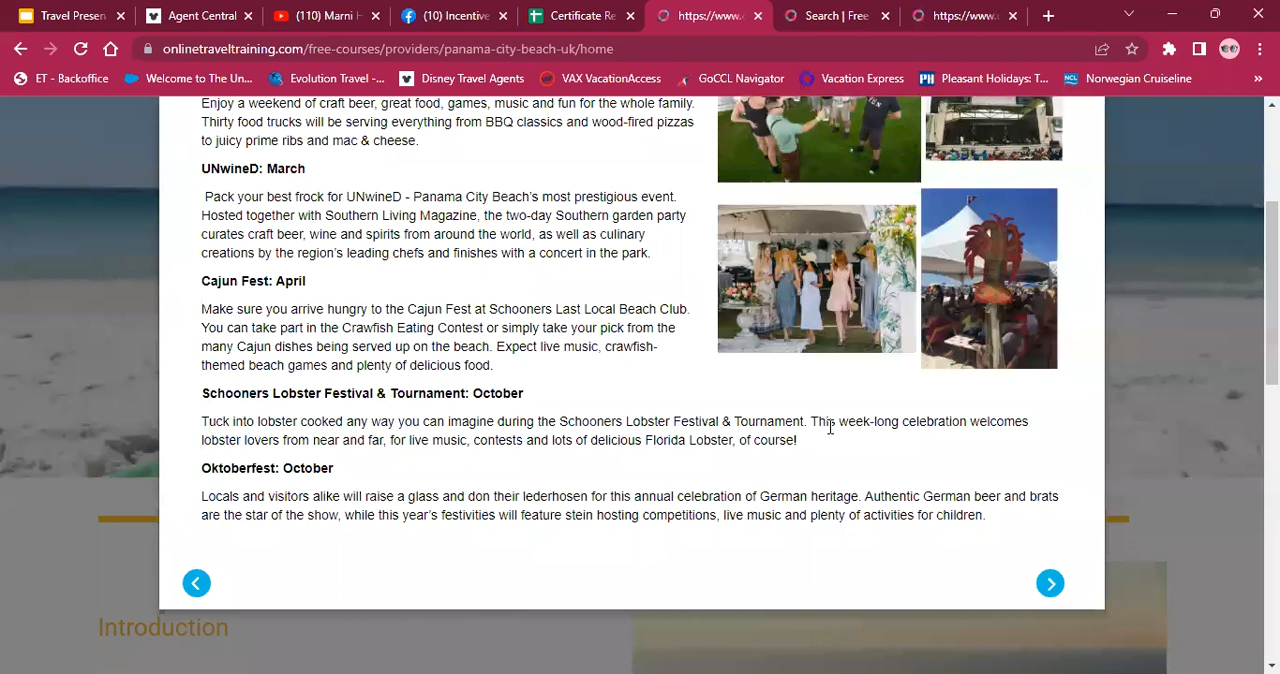 Travel Presen
Agent Central
(110) Marni H
(10) Incentive
Certificate Re
https://www.
Search | Free
https://www.
onlinetraveltraining.com/free-courses/providers/panama-city-beach-uk/home
ET - Backoffice
Welcome to The Un...
Evolution Travel -...
Disney Travel Agents
VAX VacationAccess
GoCCL Navigator
Vacation Express
PH
Pleasant Holidays: T...
NCL
Norwegian Cruiseline
Enjoy a weekend of craft beer, great food, games, music and fun for the whole family.
Thirty food trucks will be serving everything from BBQ classics and wood-fired pizzas
to juicy prime ribs and mac & cheese.
UNwineD: March
Pack your best frock for UNwineD - Panama City Beach's most prestigious event.
Hosted together with Southern Living Magazine, the two-day Southern garden party
curates craft beer, wine and spirits from around the world, as well as culinary
creations by the region's leading chefs and finishes with a concert in the park.
Cajun Fest: April
Make sure you arrive hungry to the Cajun Fest at Schooners Last Local Beach Club.
You can take part in the Crawfish Eating Contest or simply take your pick from the
many Cajun dishes being served up on the beach. Expect live music, crawfish-
themed beach games and plenty of delicious food.
Schooners Lobster Festival & Tournament: October
Tuck into lobster cooked any way you can imagine during the Schooners Lobster Festival & Tournament. This week-long celebration welcomes
lobster lovers from near and far, for live music, contests and lots of delicious Florida Lobster, of course!
Oktoberfest: October
Locals and visitors alike will raise a glass and don their lederhosen for this annual celebration of German heritage. Authentic German beer and brats
are the star of the show, while this year's festivities will feature stein hosting competitions, live music and plenty of activities for children.
Introduction